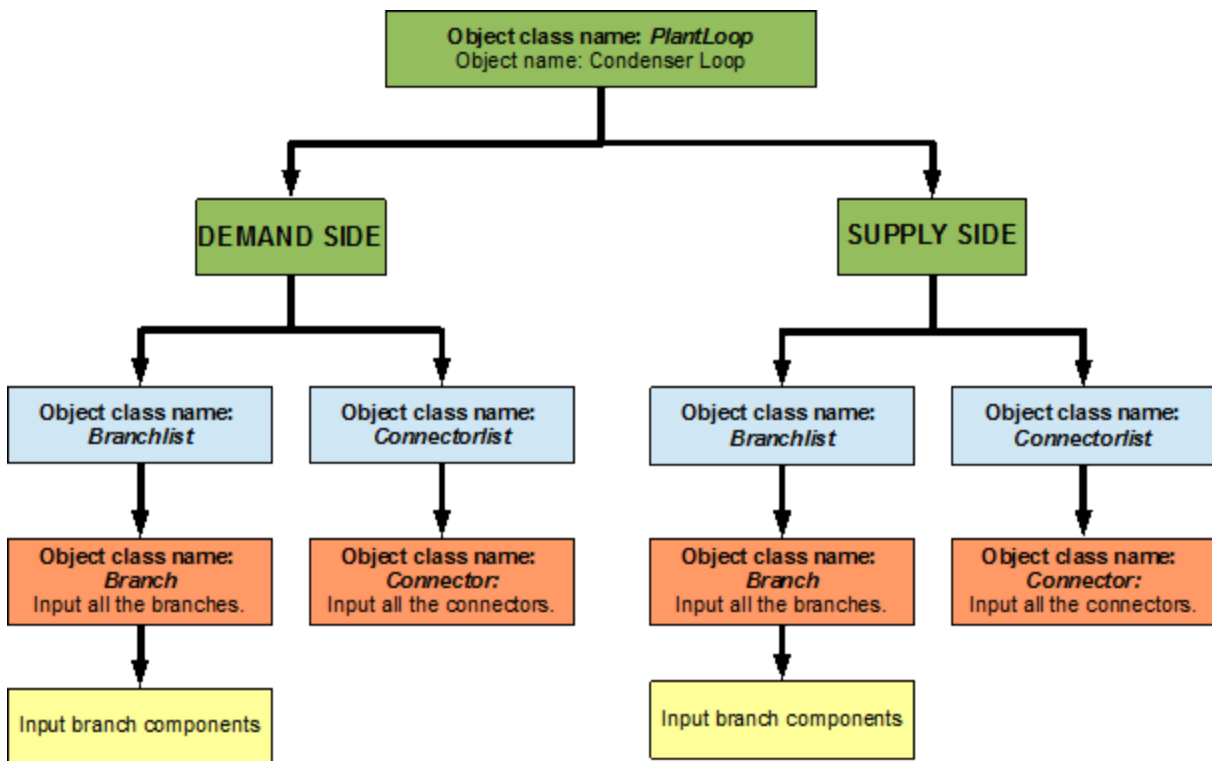 Object class name: PlantLoop
Object name: Condenser Loop
DEMAND SIDE
SUPPLY SIDE
Object class name:
Branchlist
Object class name:
Connectorlist
Object class name:
Branchlist
Object class name:
Connectorlist
Object class name:
Branch
Input all the branches.
Object class name:
Connector:
Input all the connectors.
Object class name:
Branch
Input all the branches.
Object class name:
Connector:
Input all the connectors.
Input branch components
Input branch components